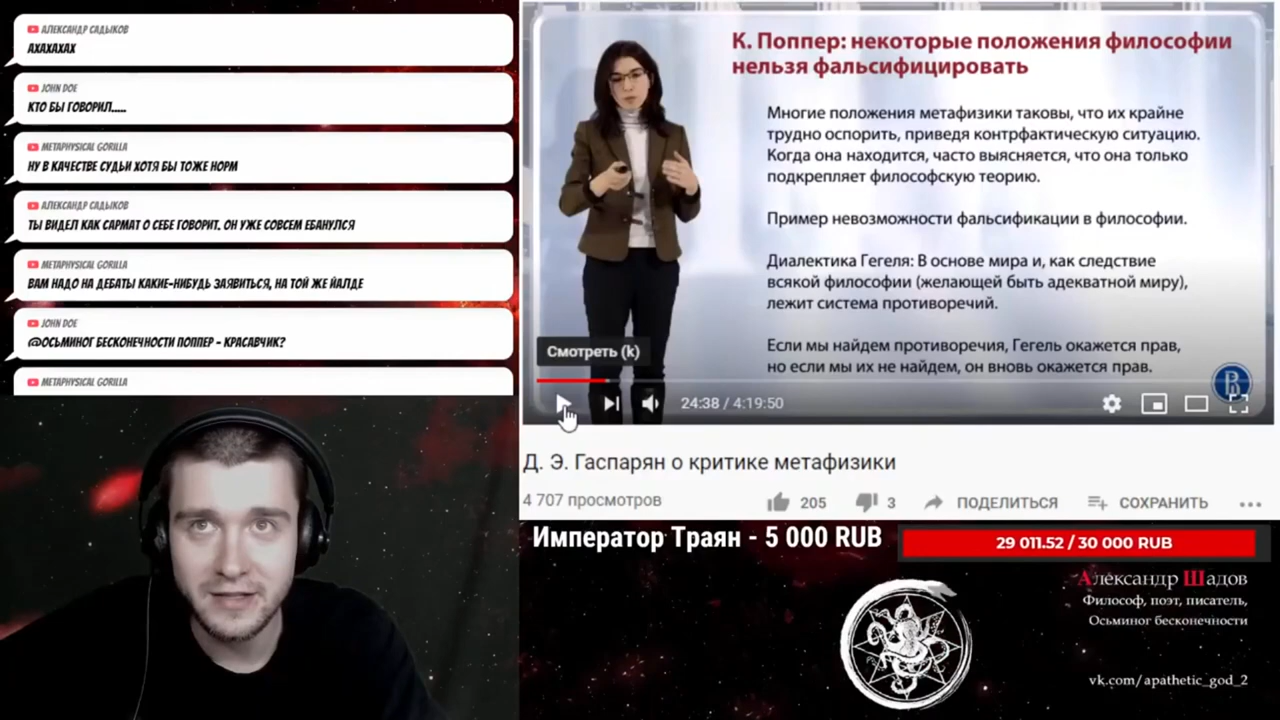 АЛЕКСАНДР САДЫКОВ
АХАХАХАХ
JOHN DOE
КТО БЫ ГОВОРИЛ.....
METAPHYSICAL GORILLA
НУ В КАЧЕСТВЕ СУДЬИ ХОТЯ БЫ ТОЖЕ НОРМ
АЛЕКСАНДР САДЫКОВ
ТЫ ВИДЕЛ КАК САРМАТ О СЕБЕ ГОВОРИТ. ОН УЖЕ СОВСЕМ ЕБАНУЛСЯ
METAPHYSICAL GORILLA
ВАМ НАДО НА ДЕБАТЫ КАКИЕ-НИБУДЬ ЗАЯВИТЬСЯ, НА ТОЙ ЖЕ ЙАЛДЕ
JOHN DOE
@ОСЬМИНОГ БЕСКОНЕЧНОСТИ ПОППЕР - КРАСАВЧИК?
METAPHYSICAL GORILLA
К. Поппер: некоторые положения философии
нельзя фальсифицировать
Многие положения метафизики таковы, что их крайне
трудно оспорить, приведя контрфактическую ситуацию.
Когда она находится, часто выясняется, что она только
подкрепляет философскую теорию.
Пример невозможности фальсификации в философии.
Диалектика Гегеля: В основе мира и, как следствие
всякой философии (желающей быть адекватной миру),
лежит система противоречий.
Если мы найдем противоречия, Гегель окажется прав,
но если мы их не найдем, он вновь окажется прав.
Смотреть (k)
24:38 / 4:19:50
Д. Э. Гаспарян о критике метафизики
4 707 просмотров
205
3
ПОДЕЛИТЬСЯ
СОХРАНИТЬ
Император Траян - 5 000 RUB
29 011.52 / 30 000 RUB
Александр Шадов
Философ, поэт, писатель,
Осьминог бесконечности
vk.com/apathetic_god_2